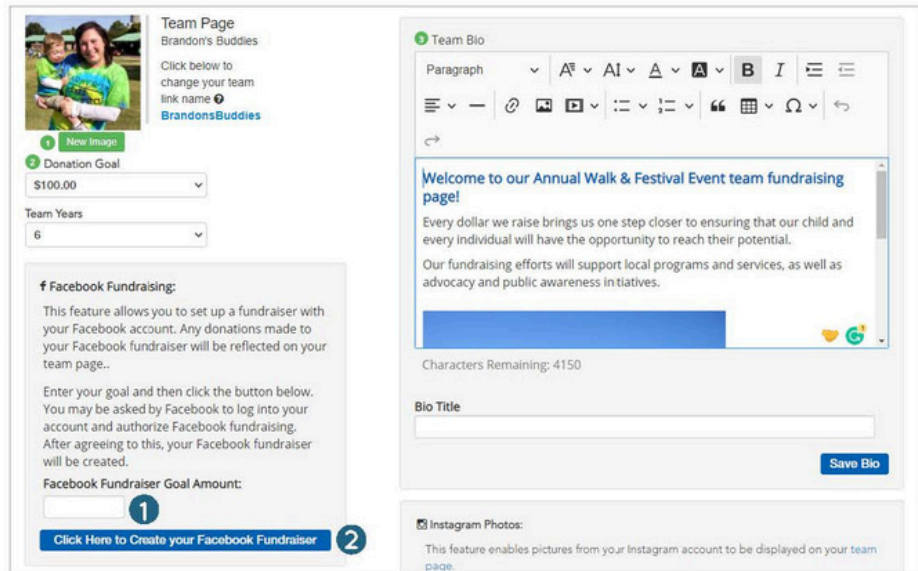 Team Page
Brandon's Buddies
Click below to
change your team
link name ?
BrandonsBuddies
1 New Image
2 Donation Goal
$100.00
Team Years
6
f Facebook Fundraising:
This feature allows you to set up a fundraiser with
your Facebook account. Any donations made to
your Facebook fundraiser will be reflected on your
team page..
Enter your goal and then click the button below.
You may be asked by Facebook to log into your
account and authorize Facebook fundraising.
After agreeing to this, your Facebook fundraiser
will be created.
Facebook Fundraiser Goal Amount:
1
Click Here to Create your Facebook Fundraiser 2
3 Team Bio
Paragraph A AI A A B I
Ω
Welcome to our Annual Walk & Festival Event team fundraising
page!
Every dollar we raise brings us one step closer to ensuring that our child and
every individual will have the opportunity to reach their potential.
Our fundraising efforts will support local programs and services, as well as
advocacy and public awareness in tiatives.
G 1
Characters Remaining: 4150
Bio Title
Save Bio
Instagram Photos:
This feature enables pictures from your Instagram account to be displayed on your team
page.